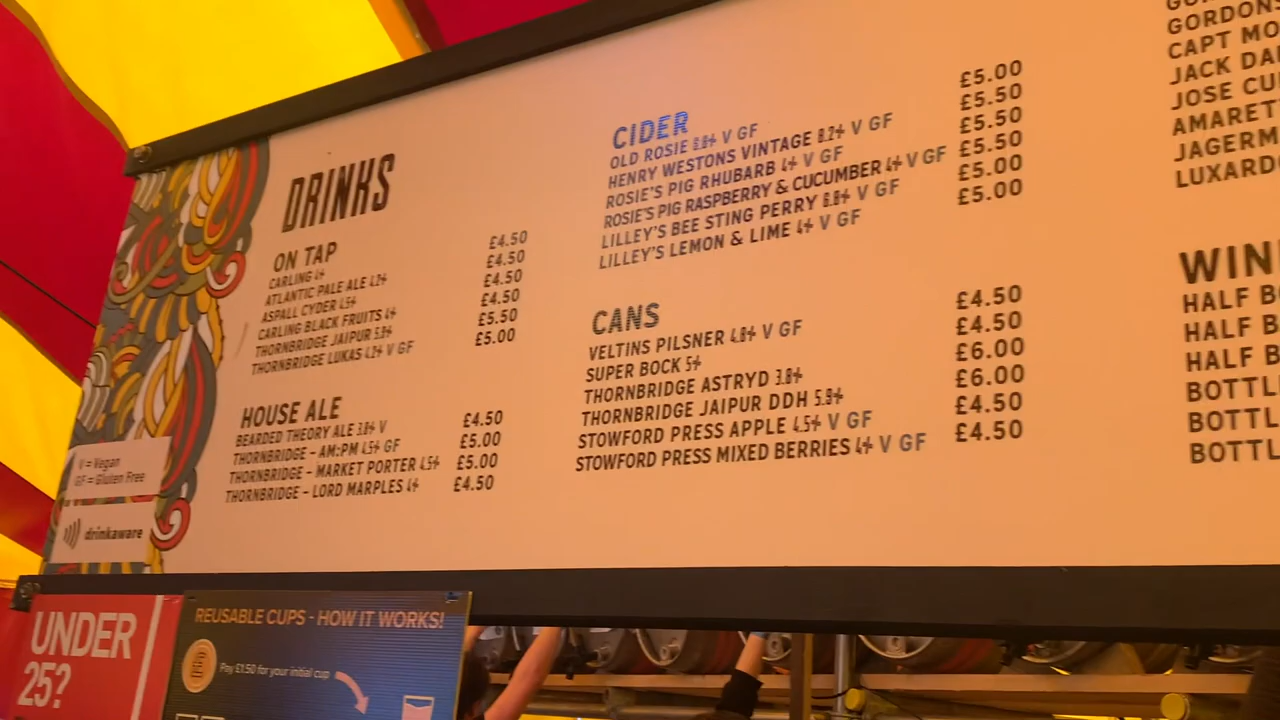 DRINKS
ON TAP
CARLING 4% £4.50
ATLANTIC PALE ALE 4.2% £4.50
ASPALL CYDER 4.5% £4.50
CARLING BLACK FRUITS 4% £4.50
THORNBRIDGE JAIPUR 5.9% £5.50
THORNBRIDGE LUKAS 4.2% V GF £5.00
HOUSE ALE
BEARDED THEORY ALE 3.8% V £4.50
THORNBRIDGE – AM:PM 4.5% GF £5.00
THORNBRIDGE – MARKET PORTER 4.5% £5.00
THORNBRIDGE – LORD MARPLES 4% £4.50
V = Vegan
GF = Gluten Free
drinkaware
CIDER
OLD ROSIE V GF £5.00
HENRY WESTONS VINTAGE 8.2% V GF £5.50
ROSIE'S PIG RHUBARB 4% V GF £5.50
ROSIE'S PIG RASPBERRY & CUCUMBER 4% V GF £5.50
LILLEY'S BEE STING PERRY V GF £5.00
LILLEY'S LEMON & LIME 4% V GF £5.00
CANS
VELTINS PILSNER 4.8% V GF £4.50
SUPER BOCK 5% £4.50
THORNBRIDGE ASTRYD 3.8% £6.00
THORNBRIDGE JAIPUR DDH 5.9% £6.00
STOWFORD PRESS APPLE 4.5% V GF £4.50
STOWFORD PRESS MIXED BERRIES 4% V GF £4.50
GORDONS
CAPT MO
JACK DA
JOSE CU
AMARET
JAGERM
LUXARD
WIN
HALF B
HALF B
HALF B
BOTTL
BOTTL
BOTTL
UNDER
25?
REUSABLE CUPS - HOW IT WORKS!
£
Pay £1.50 for your initial cup